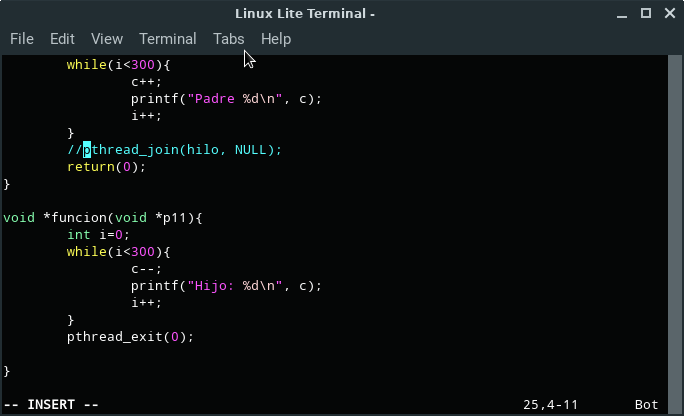 Linux Lite Terminal -
File Edit View Terminal Tabs Help
while(i<300){
c++;
printf("Padre %d\n", c);
i++;
}
//pthread_join(hilo, NULL);
return(0);
}
void *funcion(void *p11){
int i=0;
while(i<300){
c--;
printf("Hijo: %d\n", c);
i++;
}
pthread_exit(0);
}
-- INSERT -- 25,4-11 Bot